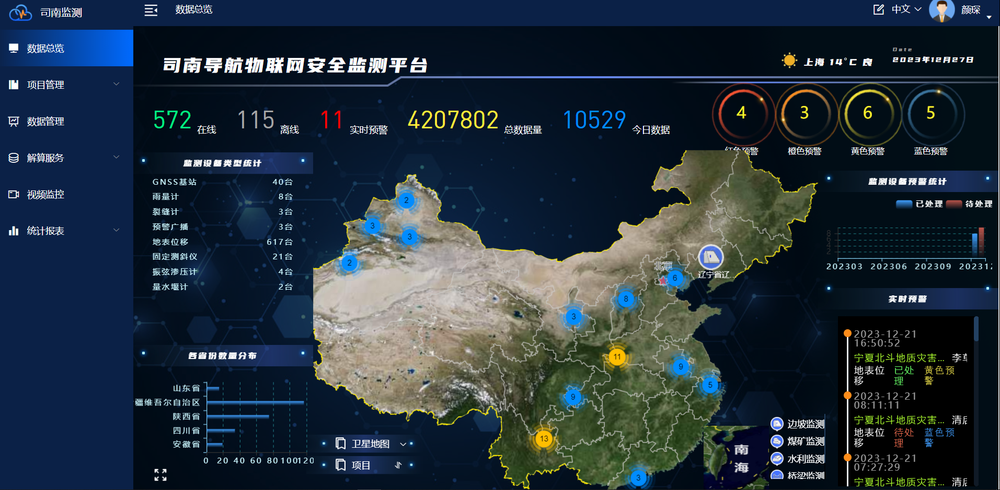 司南监测
数据总览
中文
颜琛
数据总览
项目管理
数据管理
解算服务
视频监控
统计报表
司南导航物联网安全监测平台
上海 14°C 良
Date
2023年12月27日
572 在线
115 离线
11 实时预警
4207802 总数据量
10529 今日数据
4
3
6
5
红色预警
橙色预警
黄色预警
蓝色预警
监测设备类型统计
GNSS基站 40台
雨量计 8台
裂缝计 3台
预警广播 3台
地表位移 617台
固定测斜仪 21台
振弦渗压计 4台
量水堰计 2台
各省份数量分布
山东省
疆维吾尔自治区
陕西省
四川省
安徽省
0 20 40 60 80 100 120
2
3
3
2
北京
6
辽宁省辽...
8
3
11
9
5
9
13
3
卫星地图
项目
南
海
边坡监测
煤矿监测
水利监测
桥梁监测
监测设备预警统计
已处理 待处理
8
6
4
2
202303 202306 202309 202312
实时预警
2023-12-21
16:50:52
宁夏北斗地质灾害... 李草
地表位移 已处理 黄色预警
2023-12-21
08:11:11
宁夏北斗地质灾害... 清
地表位移 待处理 蓝色预警
2023-12-21
07:27:29
宁夏北斗地质灾害... 清